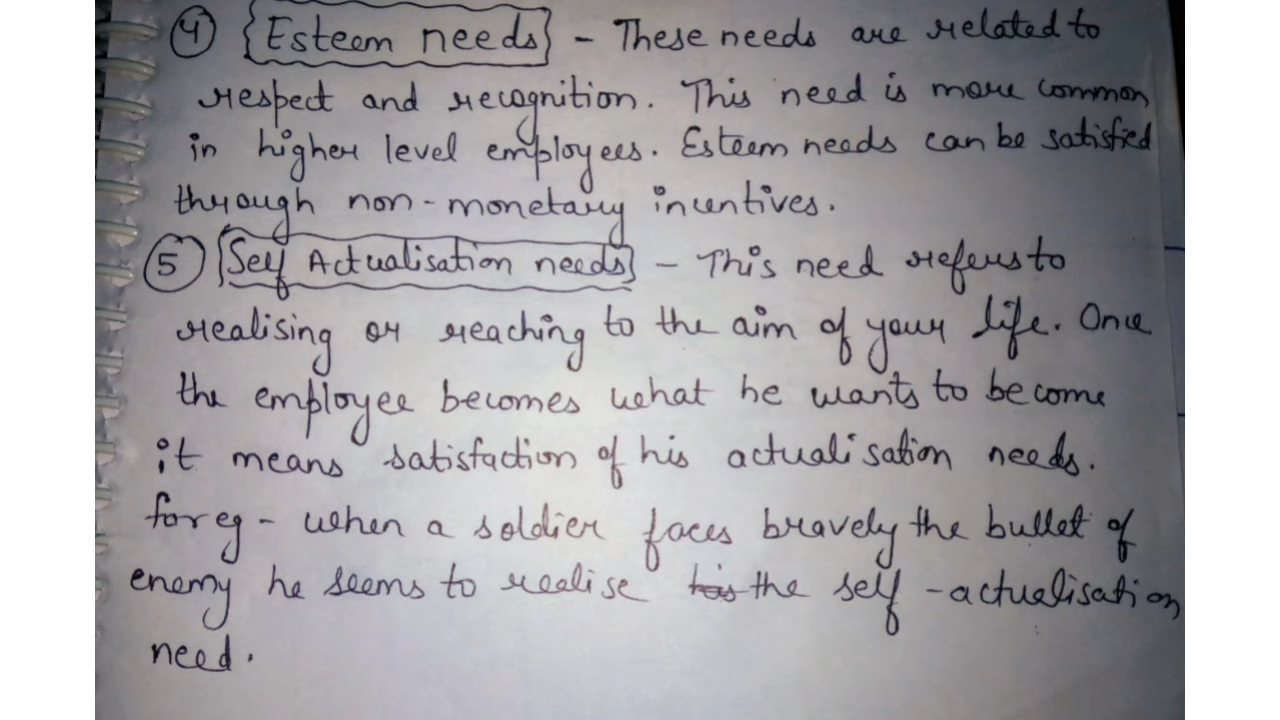 ④ Esteem needs - These needs are related to
respect and recognition. This need is more common
in higher level employees. Esteem needs can be satisfied
through non-monetary incentives.
⑤ Self Actualisation needs - This need refers to
realising or reaching to the aim of your life. Once
the employee becomes what he wants to become
it means satisfaction of his actualisation needs.
for eg - when a soldier faces bravely the bullet of
enemy he seems to realise the self-actualisation
need.